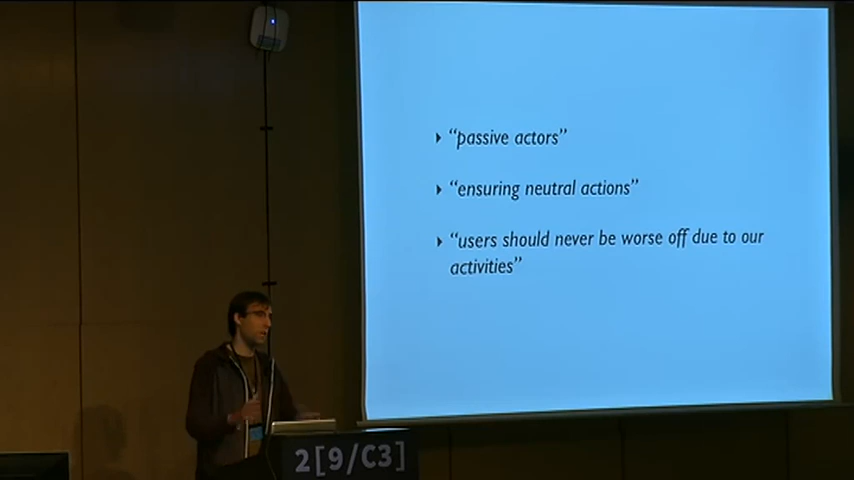 “passive actors”
“ensuring neutral actions”
“users should never be worse off due to our
activities”
2[9/C3]